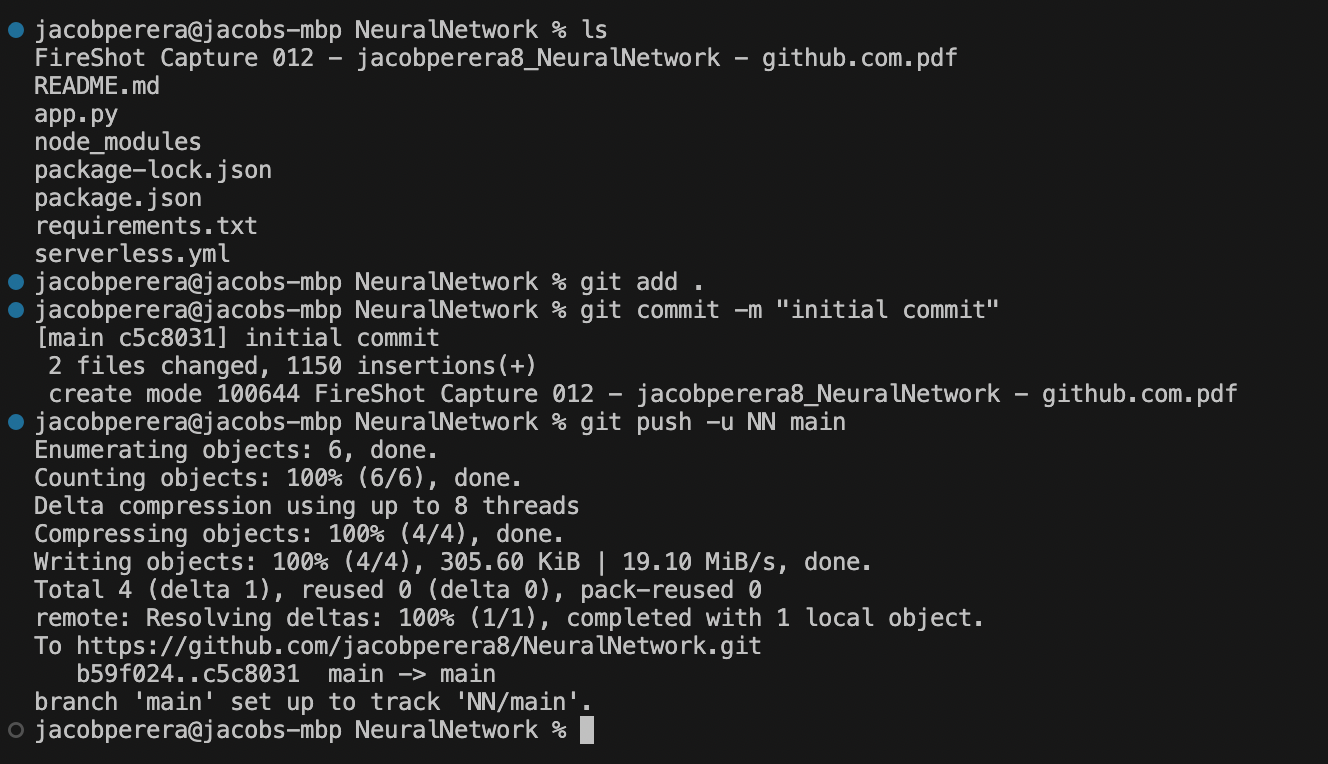 jacobperera@jacobs-mbp NeuralNetwork % ls
FireShot Capture 012 - jacobperera8_NeuralNetwork - github.com.pdf
README.md
app.py
node_modules
package-lock.json
package.json
requirements.txt
serverless.yml
jacobperera@jacobs-mbp NeuralNetwork % git add .
jacobperera@jacobs-mbp NeuralNetwork % git commit -m "initial commit"
[main c5c8031] initial commit
 2 files changed, 1150 insertions(+)
 create mode 100644 FireShot Capture 012 - jacobperera8_NeuralNetwork - github.com.pdf
jacobperera@jacobs-mbp NeuralNetwork % git push -u NN main
Enumerating objects: 6, done.
Counting objects: 100% (6/6), done.
Delta compression using up to 8 threads
Compressing objects: 100% (4/4), done.
Writing objects: 100% (4/4), 305.60 KiB | 19.10 MiB/s, done.
Total 4 (delta 1), reused 0 (delta 0), pack-reused 0
remote: Resolving deltas: 100% (1/1), completed with 1 local object.
To https://github.com/jacobperera8/NeuralNetwork.git
   b59f024..c5c8031  main -> main
branch 'main' set up to track 'NN/main'.
jacobperera@jacobs-mbp NeuralNetwork %